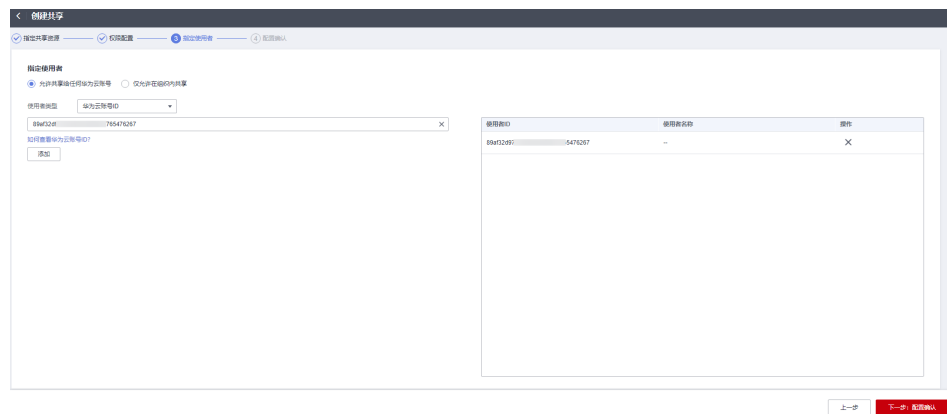 创建共享
指定共享资源 权限配置 3 指定使用者 4 配置确认
指定使用者
允许共享给任何华为云账号 仅允许在组织内共享
使用者类型 华为云账号ID
89af32d 765476267
如何查看华为云账号ID?
添加
使用者ID 使用者名称 操作
89af32d9 5476267 --
上一步 下一步：配置确认